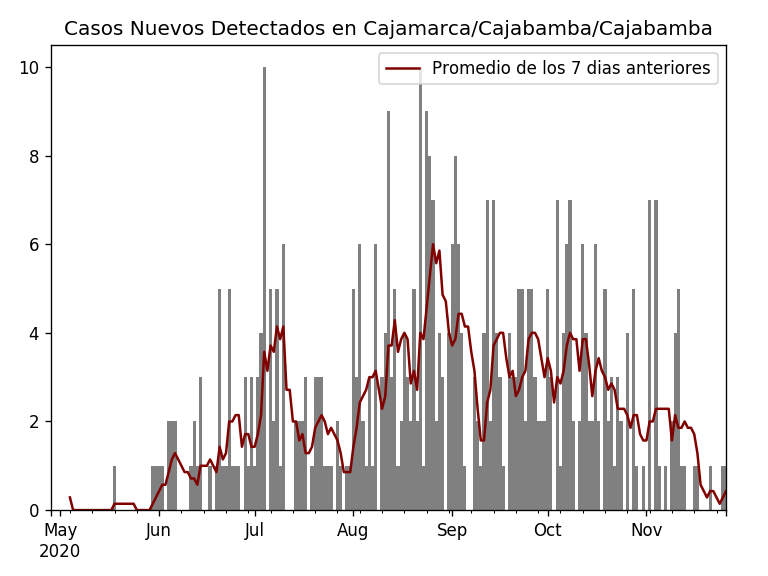 Casos Nuevos Detectados en Cajamarca/Cajabamba/Cajabamba
Promedio de los 7 dias anteriores
10
8
6
4
2
0
May Jun Jul Aug Sep Oct Nov
2020